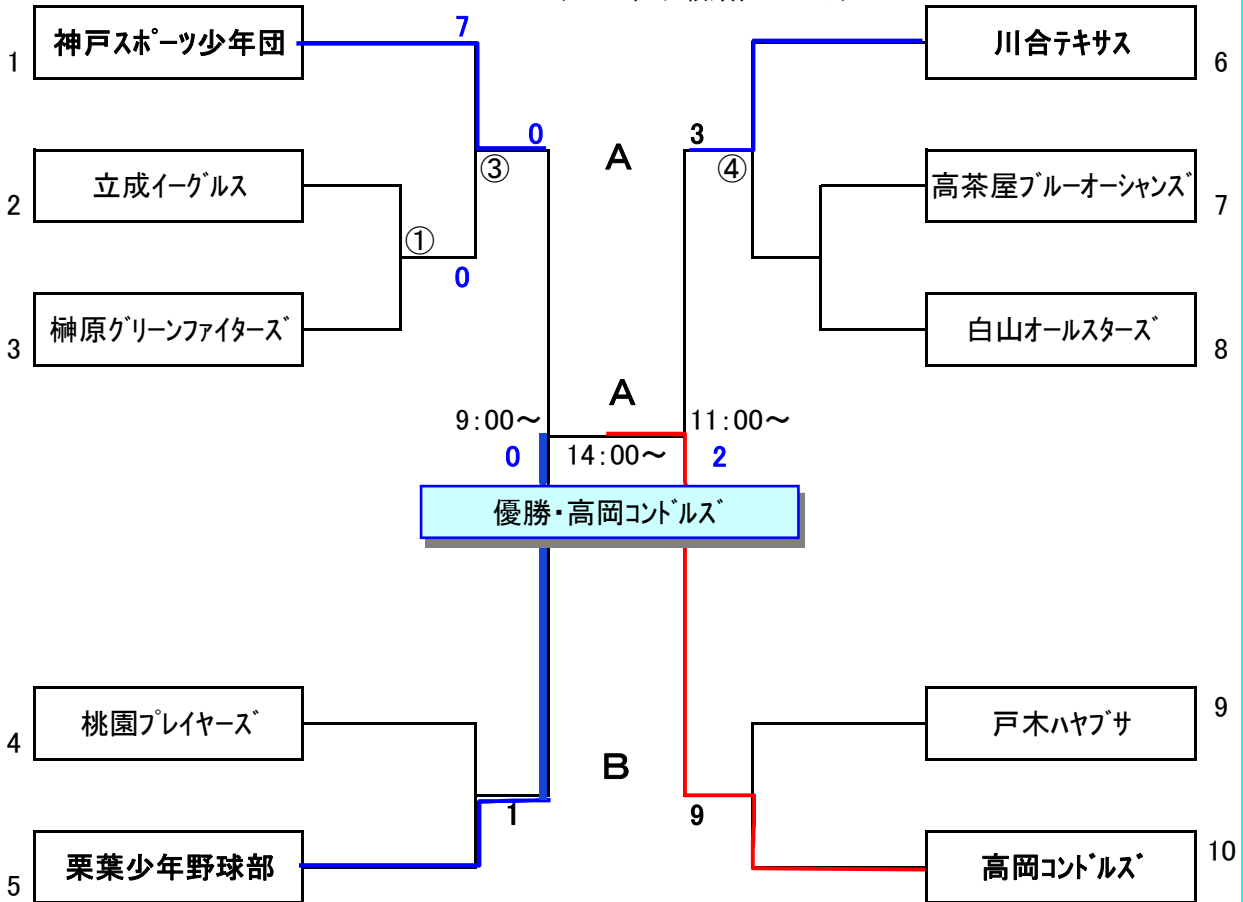 7
1 神戸スポーツ少年団
川合テキサス 6
0
A
3
③
④
2 立成イーグルス
高茶屋ブルーオーシャンズ 7
①
0
3 榊原グリーンファイターズ
白山オールスターズ 8
A
9:00～
11:00～
0
14:00～
2
優勝・高岡コンドルズ
4 桃園プレイヤーズ
戸木ハヤブサ 9
B
1
9
5 栗葉少年野球部
高岡コンドルズ 10